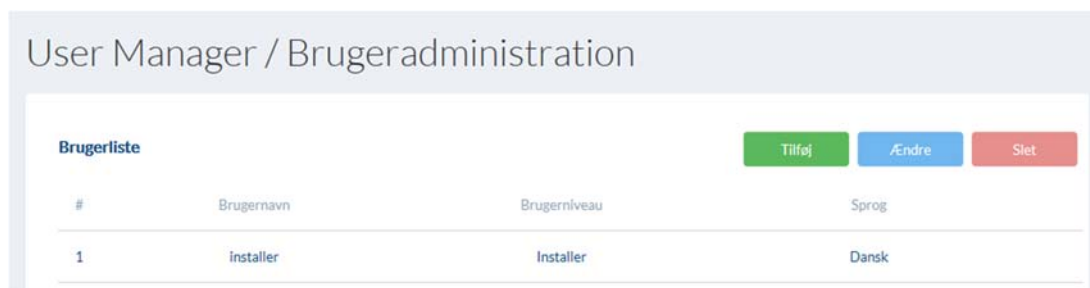 User Manager / Brugeradministration
Brugerliste Tilføj Ændre Slet
# Brugernavn Brugerniveau Sprog
1 installer Installer Dansk